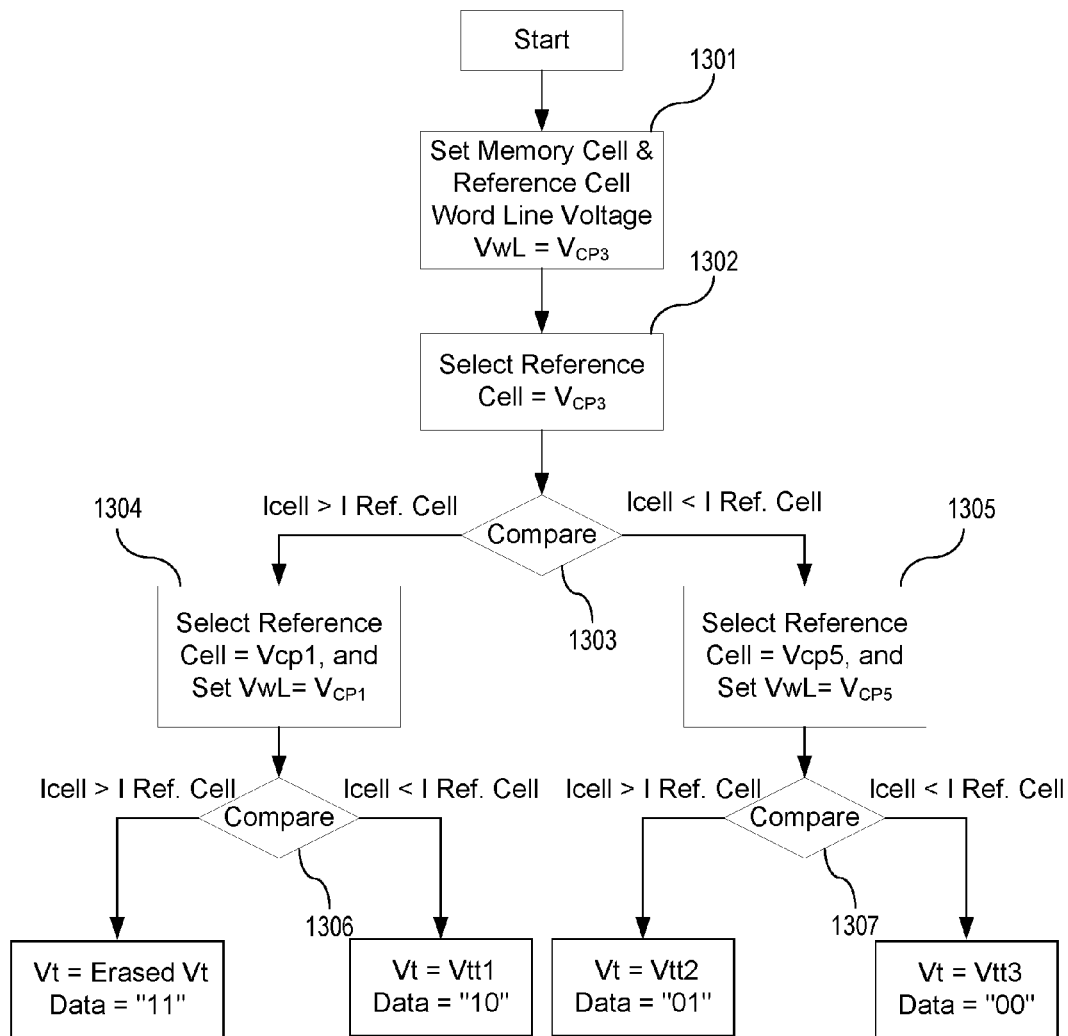 Start
1301
Set Memory Cell &
Reference Cell
Word Line Voltage
VwL = VCP3
1302
Select Reference
Cell = VCP3
1304
Icell > I Ref. Cell
Icell < I Ref. Cell
1305
Compare
1303
Select Reference
Cell = Vcp1, and
Set VwL= VCP1
Select Reference
Cell = Vcp5, and
Set VwL= VCP5
Icell > I Ref. Cell
Icell < I Ref. Cell
Icell > I Ref. Cell
Icell < I Ref. Cell
Compare
Compare
1306
1307
Vt = Erased Vt
Data = "11"
Vt = Vtt1
Data = "10"
Vt = Vtt2
Data = "01"
Vt = Vtt3
Data = "00"